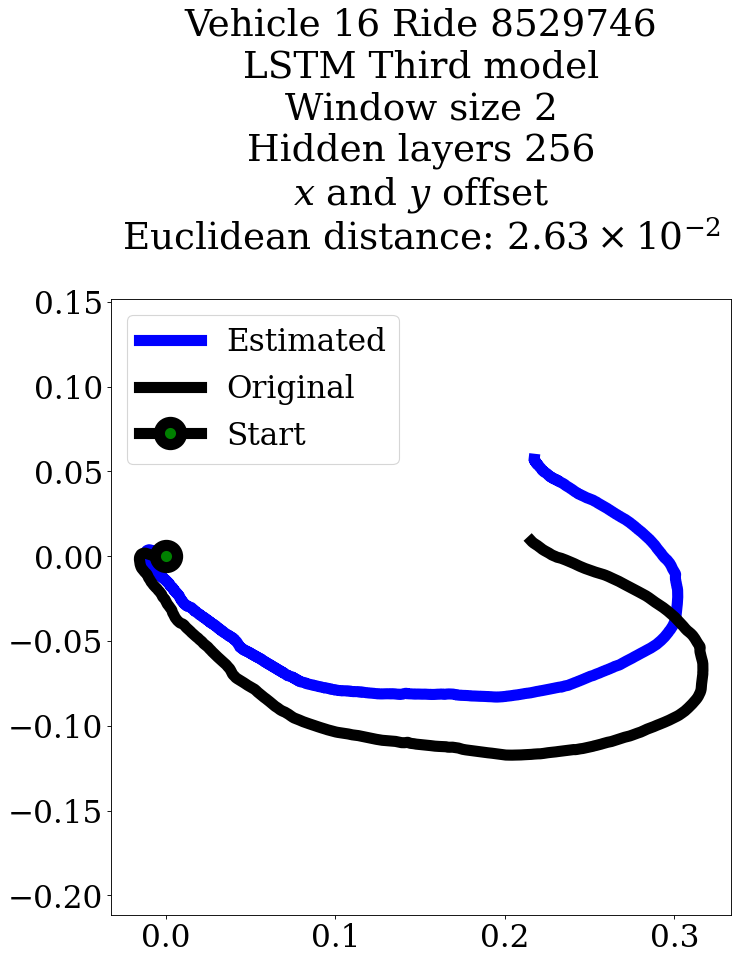 Vehicle 16 Ride 8529746
LSTM Third model
Window size 2
Hidden layers 256
x and y offset
Euclidean distance: 2.63 × 10⁻²
0.15
0.10
0.05
0.00
−0.05
−0.10
−0.15
−0.20
Estimated
Original
Start
0.0 0.1 0.2 0.3